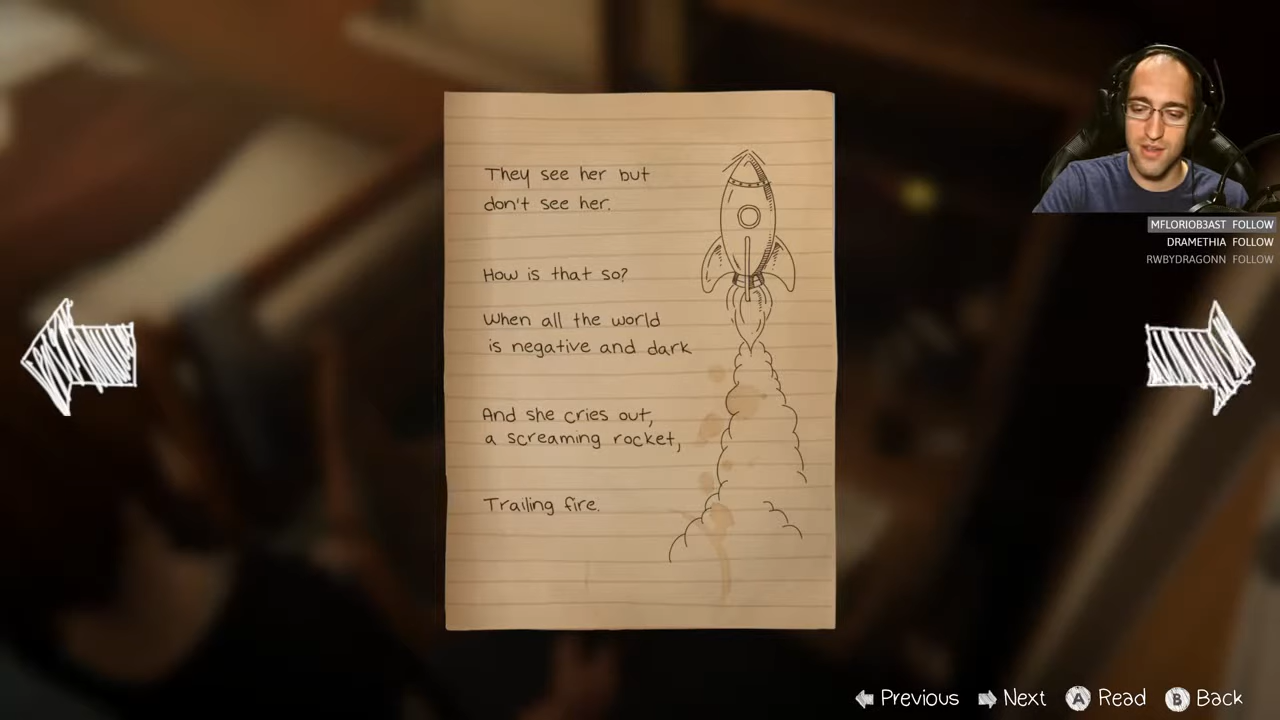 They see her but
don't see her.
How is that so?
When all the world
is negative and dark
And she cries out,
a screaming rocket,
Trailing fire.
MFLORIOB3AST FOLLOW
DRAMETHIA FOLLOW
RWBYDRAGONN FOLLOW
Previous Next A Read B Back